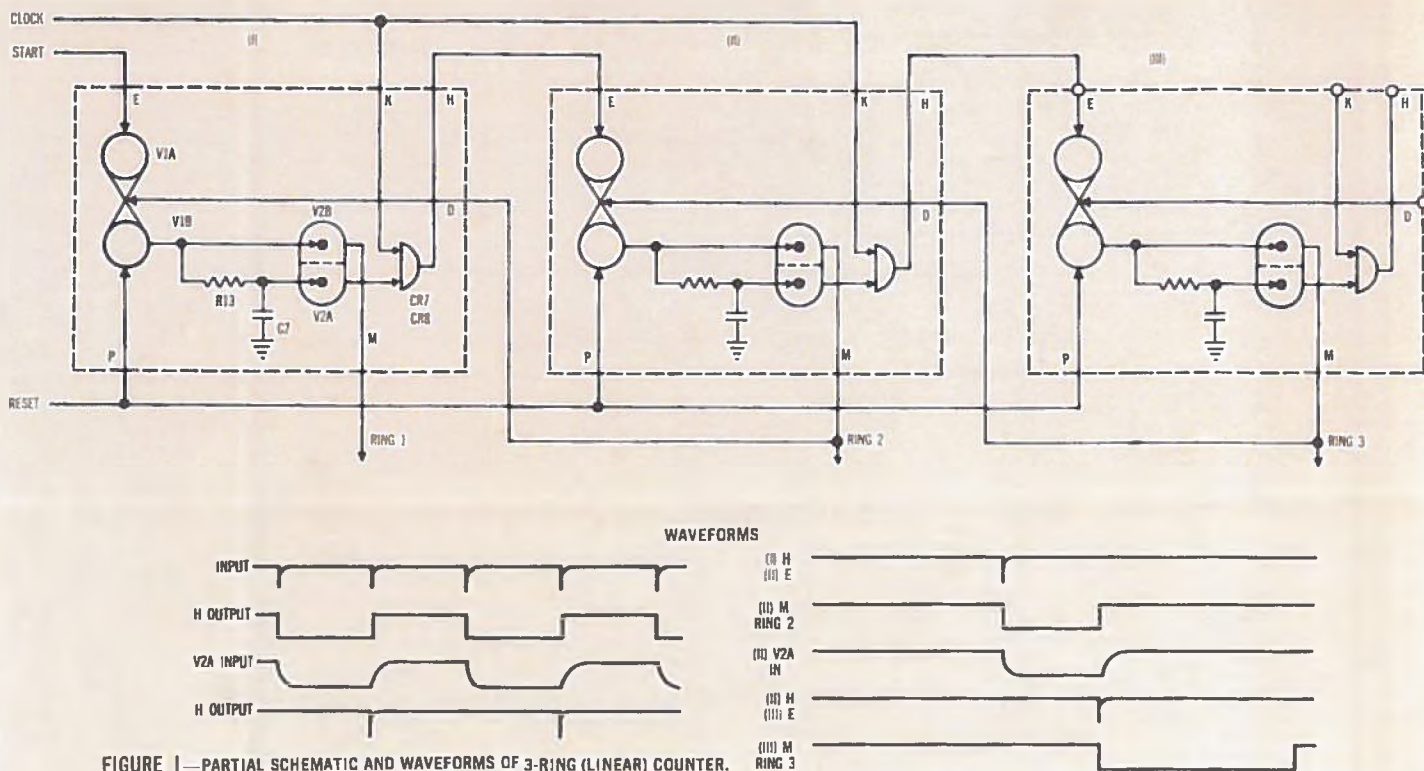 CLOCK
(I)
(II)
(III)
START
E
K
H
E
K
H
E
K
H
V1A
V1B
V2B
D
D
D
R13
C7
V2A
CR7
CR8
P
M
P
M
P
M
RESET
RING 1
RING 2
RING 3
WAVEFORMS
INPUT
H OUTPUT
V2A INPUT
H OUTPUT
(I) H
(II) E
(II) M
RING 2
(II) V2A
IN
(II) H
(III) E
(III) M
RING 3
FIGURE 1—PARTIAL SCHEMATIC AND WAVEFORMS OF 3-RING (LINEAR) COUNTER.